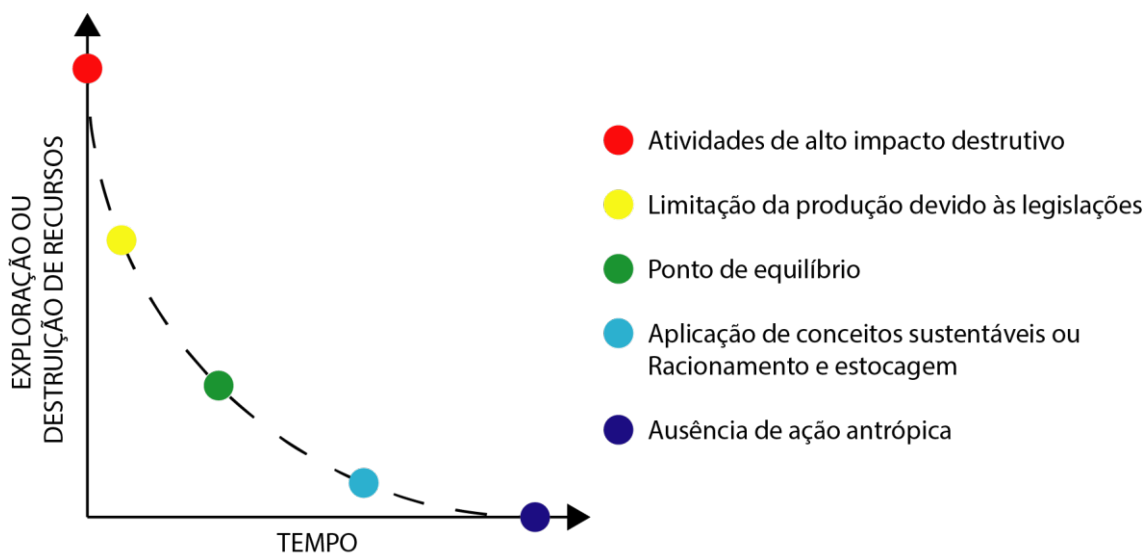 EXPLORAÇÃO OU
DESTRUIÇÃO DE RECURSOS
TEMPO
Atividades de alto impacto destrutivo
Limitação da produção devido às legislações
Ponto de equilíbrio
Aplicação de conceitos sustentáveis ou
Racionamento e estocagem
Ausência de ação antrópica